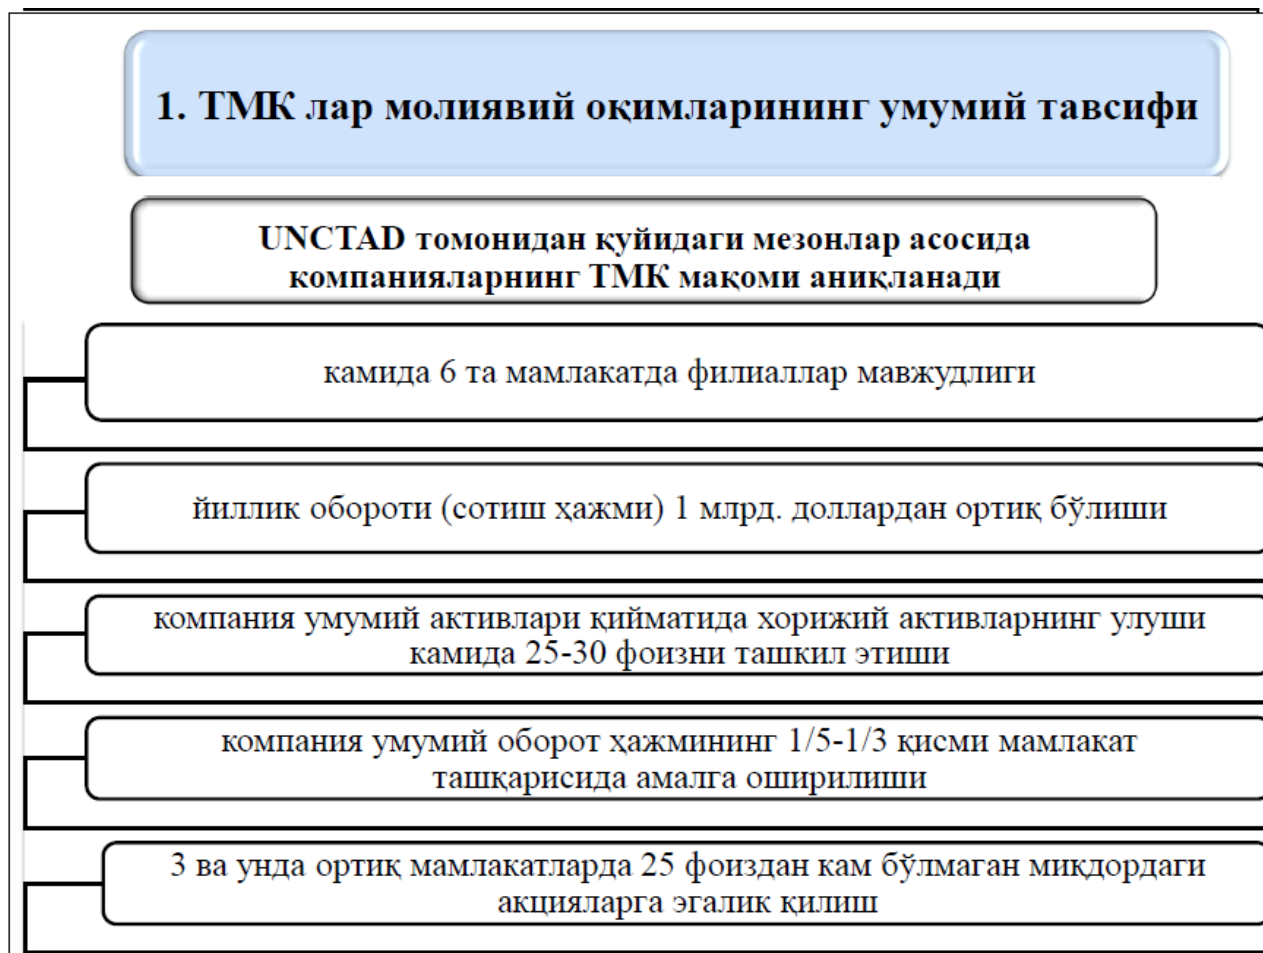 1. ТМК лар молиявий оқимларининг умумий тавсифи
UNCTAD томонидан қуйидаги мезонлар асосида
компанияларнинг ТМК мақоми аниқланади
камида 6 та мамлакатда филиаллар мавжудлиги
йиллик обороти (сотиш ҳажми) 1 млрд. доллардан ортиқ бўлиши
компания умумий активлари қийматида хорижий активларнинг улуши
камида 25-30 фоизни ташкил этиши
компания умумий оборот ҳажмининг 1/5-1/3 қисми мамлакат
ташқарисида амалга оширилиши
3 ва унда ортиқ мамлакатларда 25 фоиздан кам бўлмаган миқдордаги
акцияларга эгалик қилиш